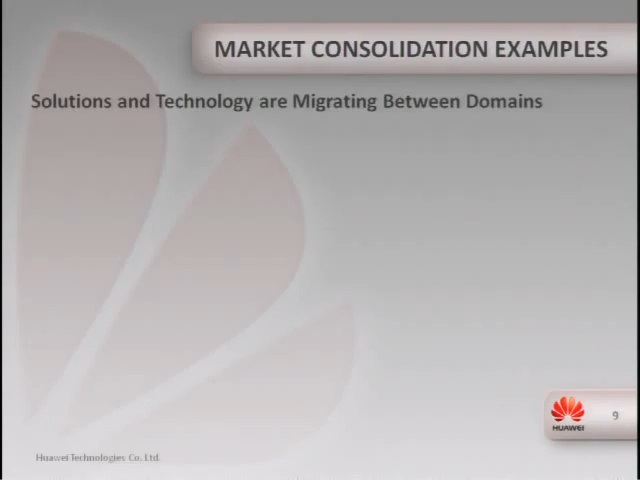 MARKET CONSOLIDATION EXAMPLES
Solutions and Technology are Migrating Between Domains
HUAWEI
9
Huawei Technologies Co, Ltd.